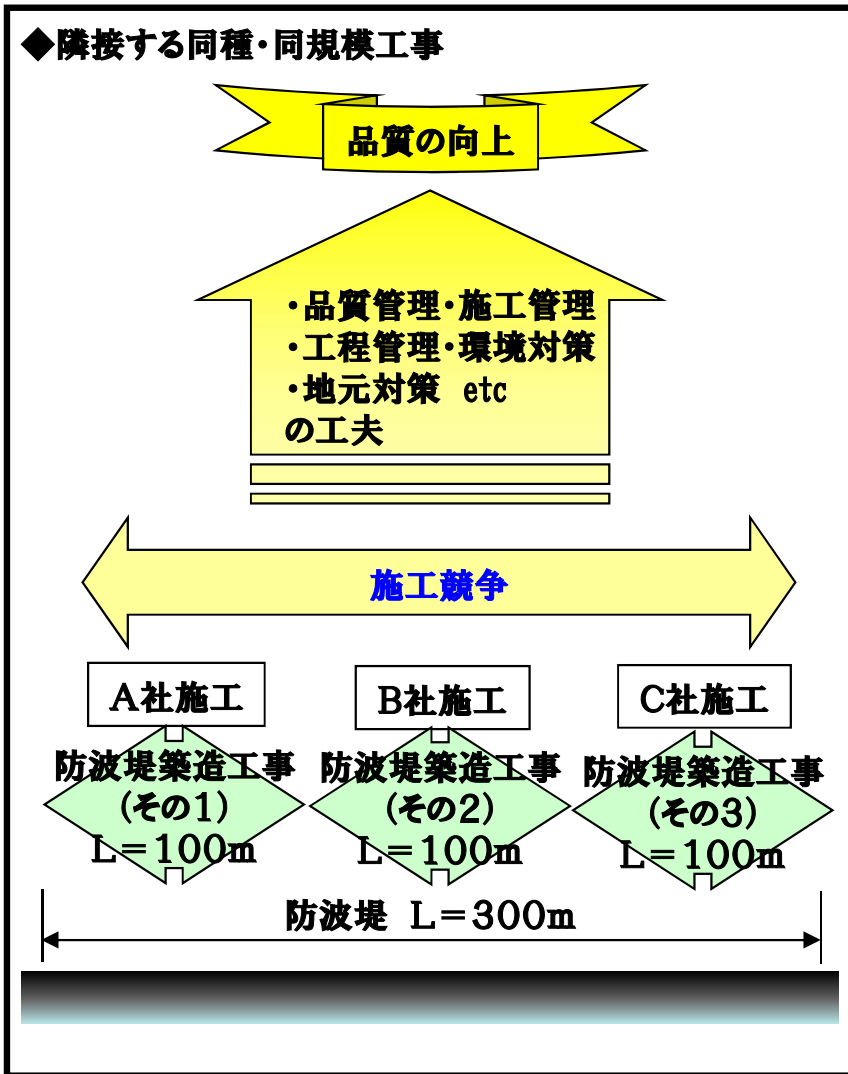 ◆隣接する同種・同規模工事
品質の向上
・品質管理・施工管理
・工程管理・環境対策
・地元対策 etc
の工夫
施工競争
A社施工
防波堤築造工事
(その1)
L=100m
B社施工
防波堤築造工事
(その2)
L=100m
C社施工
防波堤築造工事
(その3)
L=100m
防波堤 L=300m